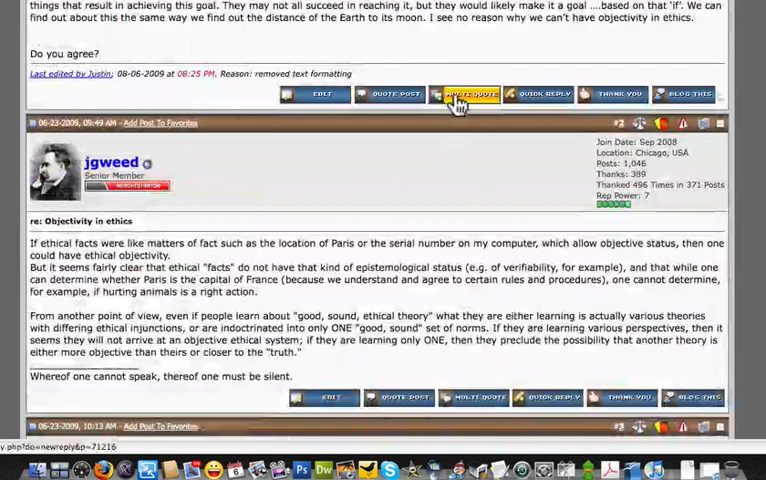 things that result in achieving this goal. They may not all succeed in reaching it, but they would likely make it a goal ....based on that 'if'. We can
find out about this the same way we find out the distance of the Earth to its moon. I see no reason why we can't have objectivity in ethics.
Do you agree?
Last edited by Justin; 08-06-2009 at 08:25 PM. Reason: removed text formatting
EDIT QUOTE POST MULTI QUOTE QUICK REPLY THANK YOU BLOG THIS
06-23-2009, 09:49 AM - Add Post To Favorites #2
jgweed
Senior Member
ADMINISTRATOR
Join Date: Sep 2008
Location: Chicago, USA
Posts: 1,046
Thanks: 389
Thanked 496 Times in 371 Posts
Rep Power: 7
re: Objectivity in ethics
If ethical facts were like matters of fact such as the location of Paris or the serial number on my computer, which allow objective status, then one
could have ethical objectivity.
But it seems fairly clear that ethical "facts" do not have that kind of epistemological status (e.g. of verifiability, for example), and that while one
can determine whether Paris is the capital of France (because we understand and agree to certain rules and procedures), one cannot determine,
for example, if hurting animals is a right action.
From another point of view, even if people learn about "good, sound, ethical theory" what they are either learning is actually various theories
with differing ethical injunctions, or are indoctrinated into only ONE "good, sound" set of norms. If they are learning various perspectives, then it
seems they will not arrive at an objective ethical system; if they are learning only ONE, then they preclude the possibility that another theory is
either more objective than theirs or closer to the "truth."
Whereof one cannot speak, thereof one must be silent.
EDIT QUOTE POST MULTI QUOTE QUICK REPLY THANK YOU BLOG THIS
06-23-2009, 10:13 AM - Add Post To Favorites #3
y.php?do=newreply&p=71216
6 Ps Dw